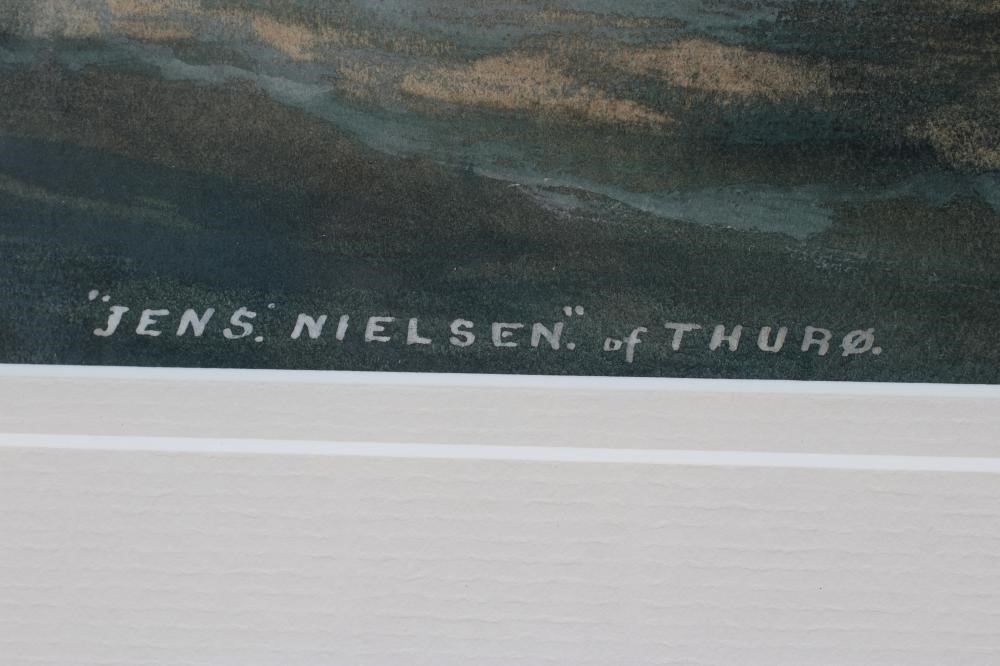 "JENS. NIELSEN." of THURØ.